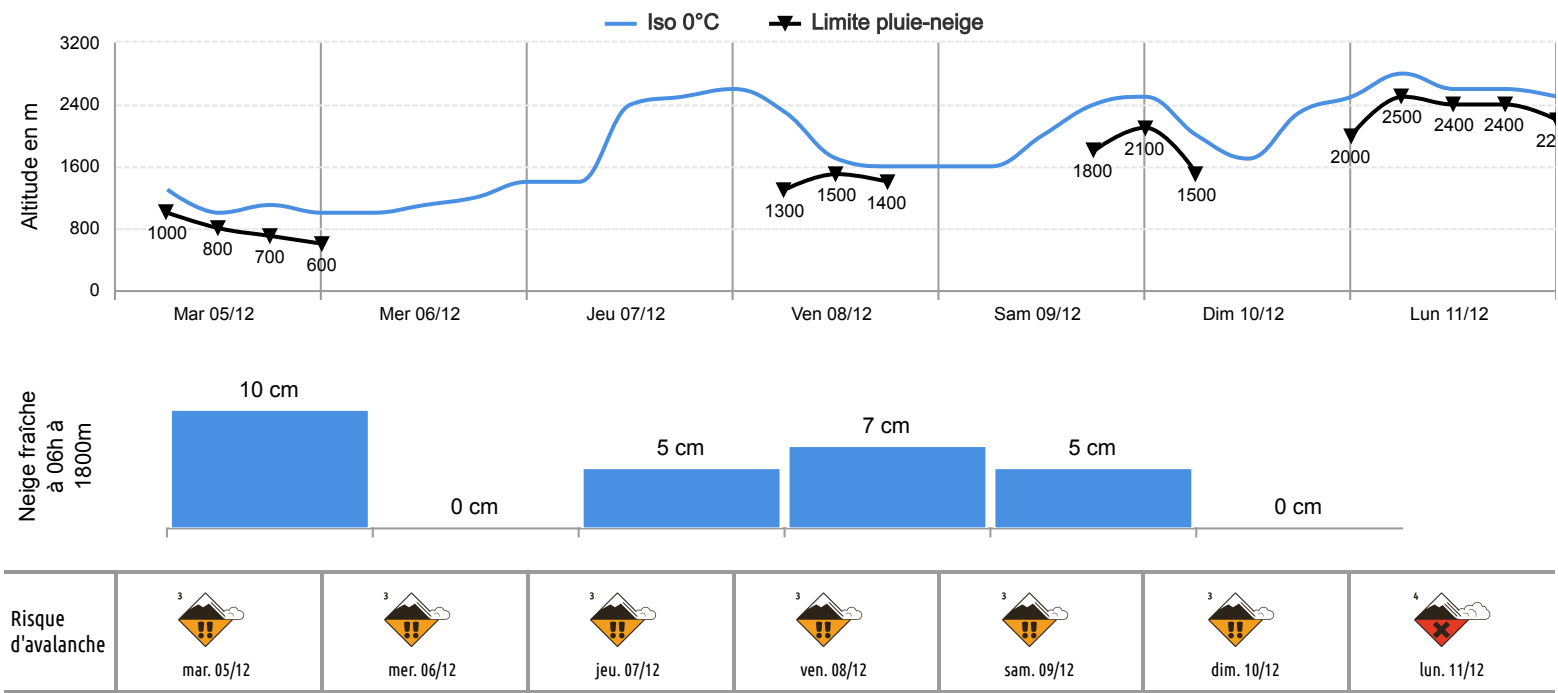 Iso 0°C Limite pluie-neige
Altitude en m
3200
2400
1600
800
0
1000 800 700 600 1300 1500 1400 1800 2100 1500 2000 2500 2400 2400 22
Mar 05/12 Mer 06/12 Jeu 07/12 Ven 08/12 Sam 09/12 Dim 10/12 Lun 11/12
Neige fraîche
à 06h à
1800m
10 cm 0 cm 5 cm 7 cm 5 cm 0 cm
Risque
d'avalanche
3 3 3 3 3 3 4
mar. 05/12 mer. 06/12 jeu. 07/12 ven. 08/12 sam. 09/12 dim. 10/12 lun. 11/12